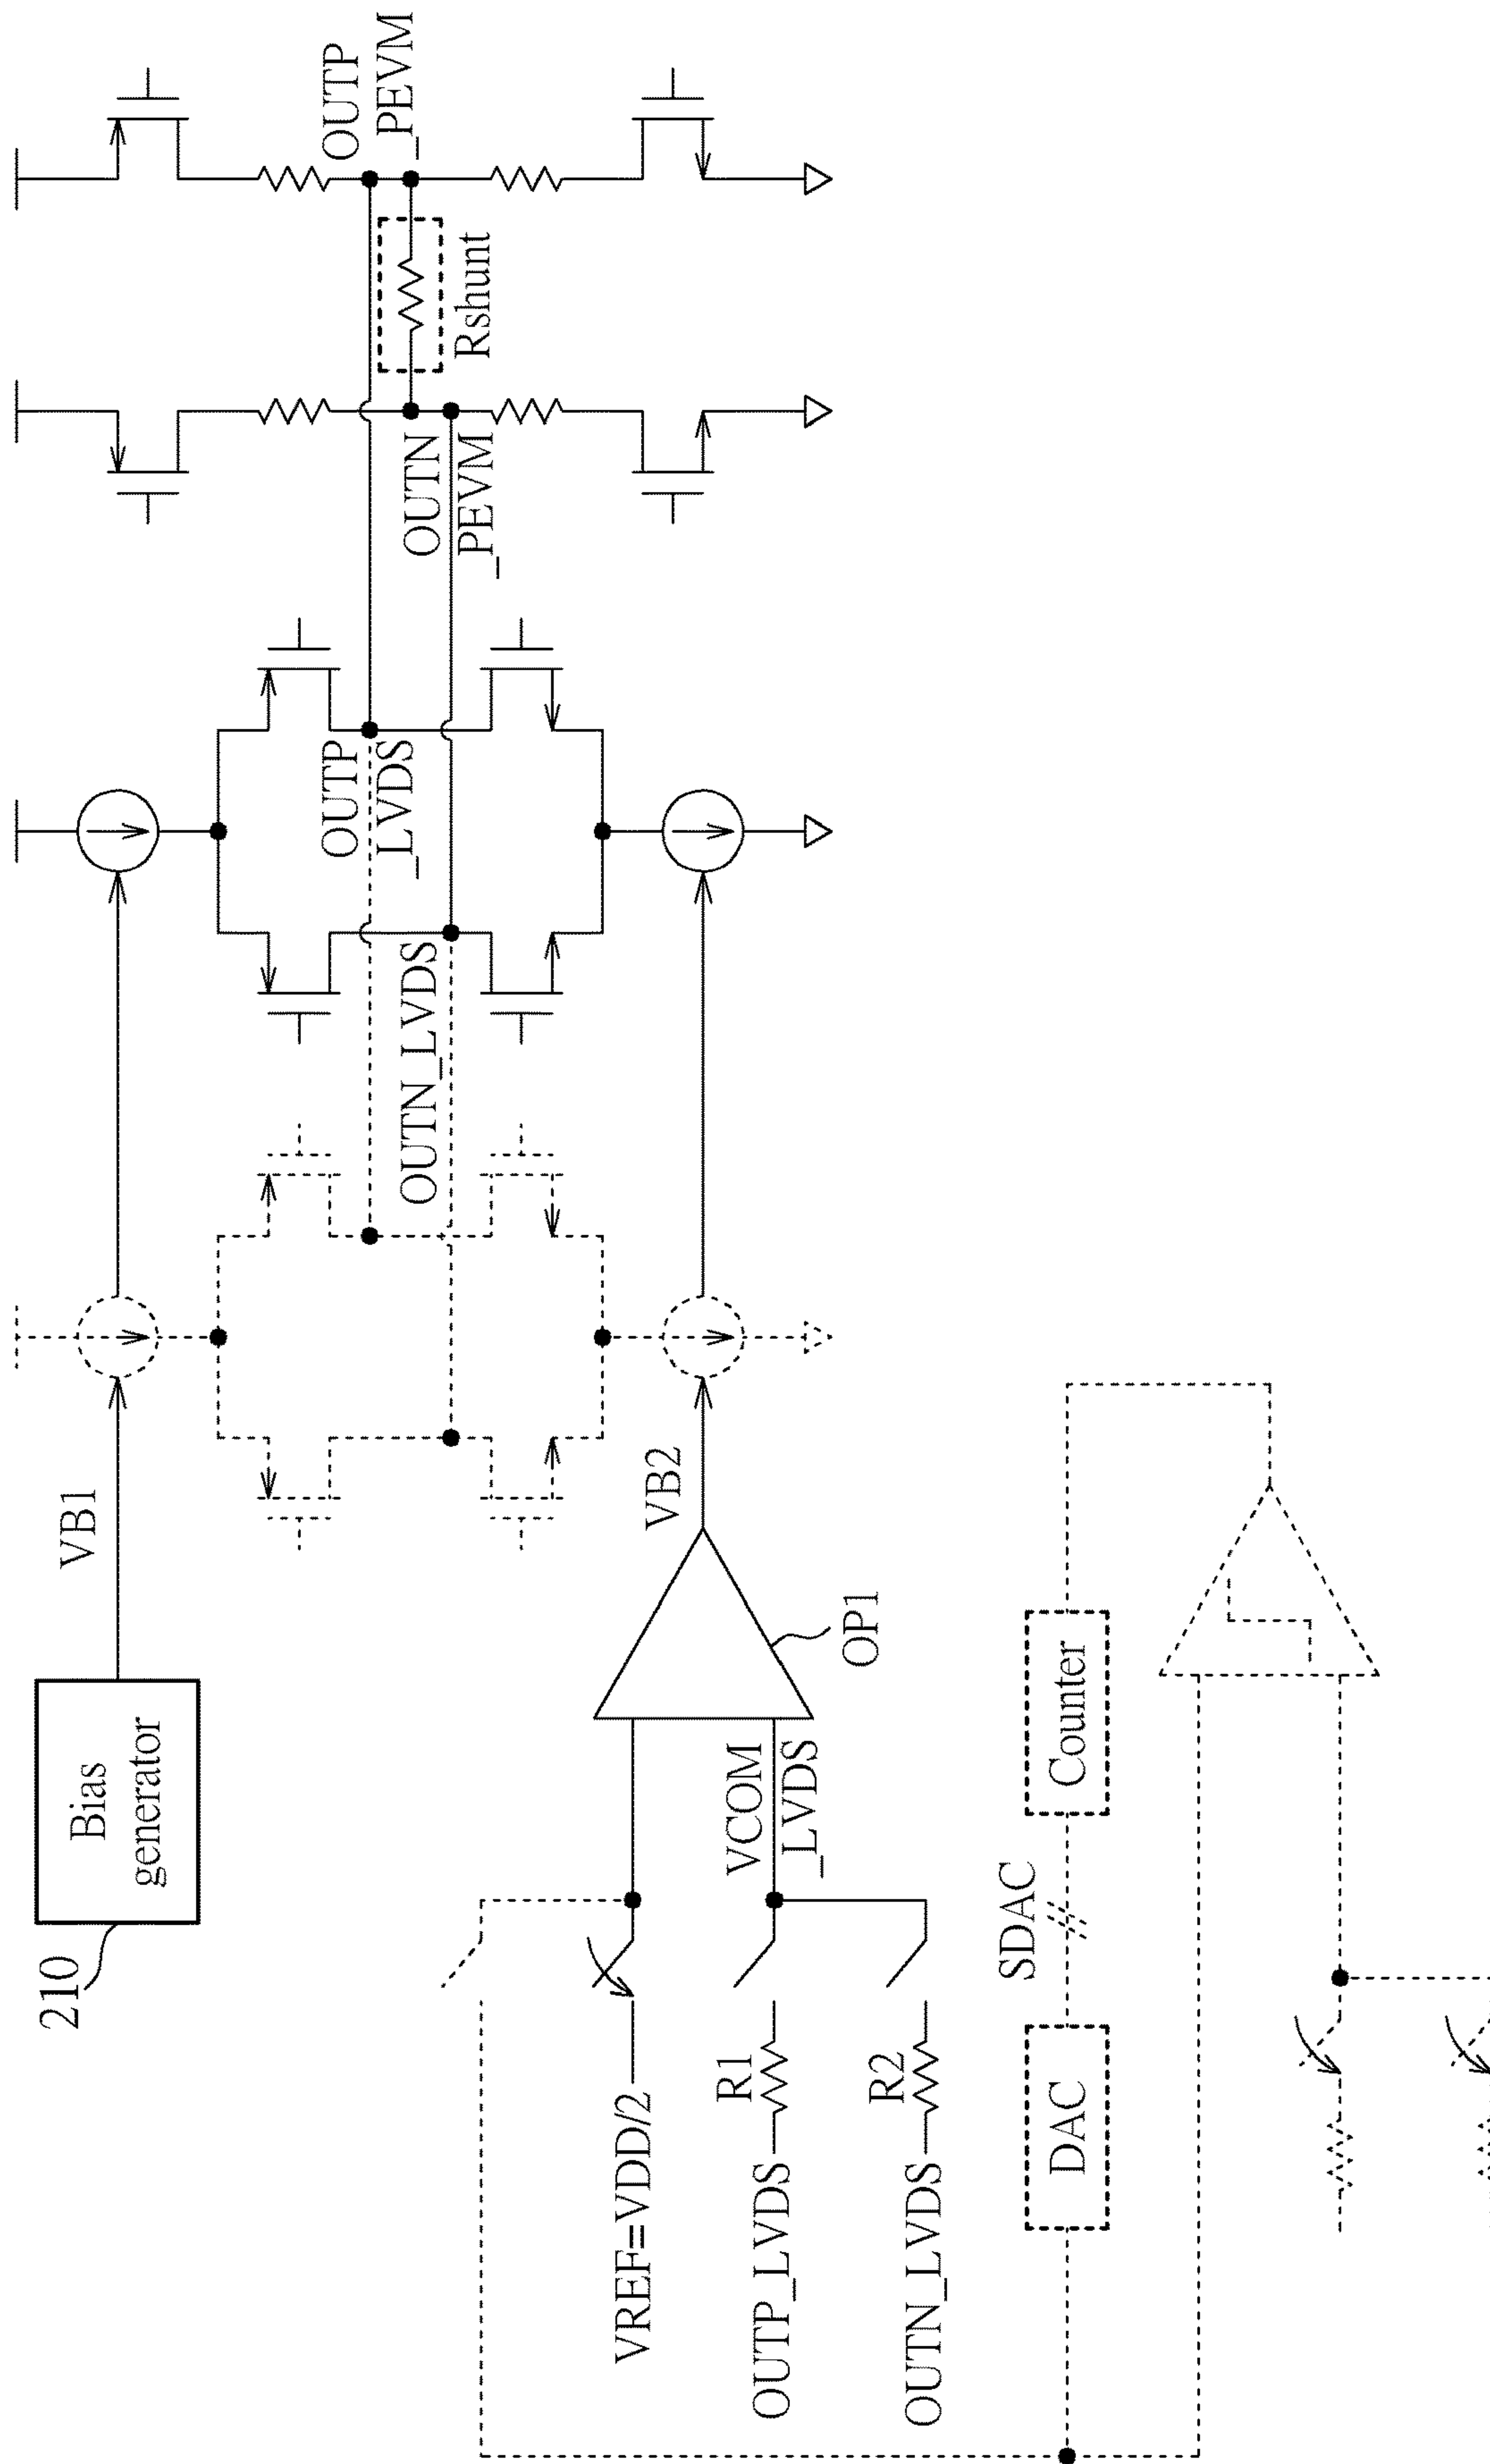 210
Bias
generator
VB1
VREF=VDD/2
OUTP_LVDS
R1
OUTN_LVDS
R2
VCOM
_LVDS
OP1
VB2
DAC
SDAC
Counter
OUTN_LVDS
OUTP
_LVDS
OUTN
_PEVM
Rshunt
OUTP
_PEVM